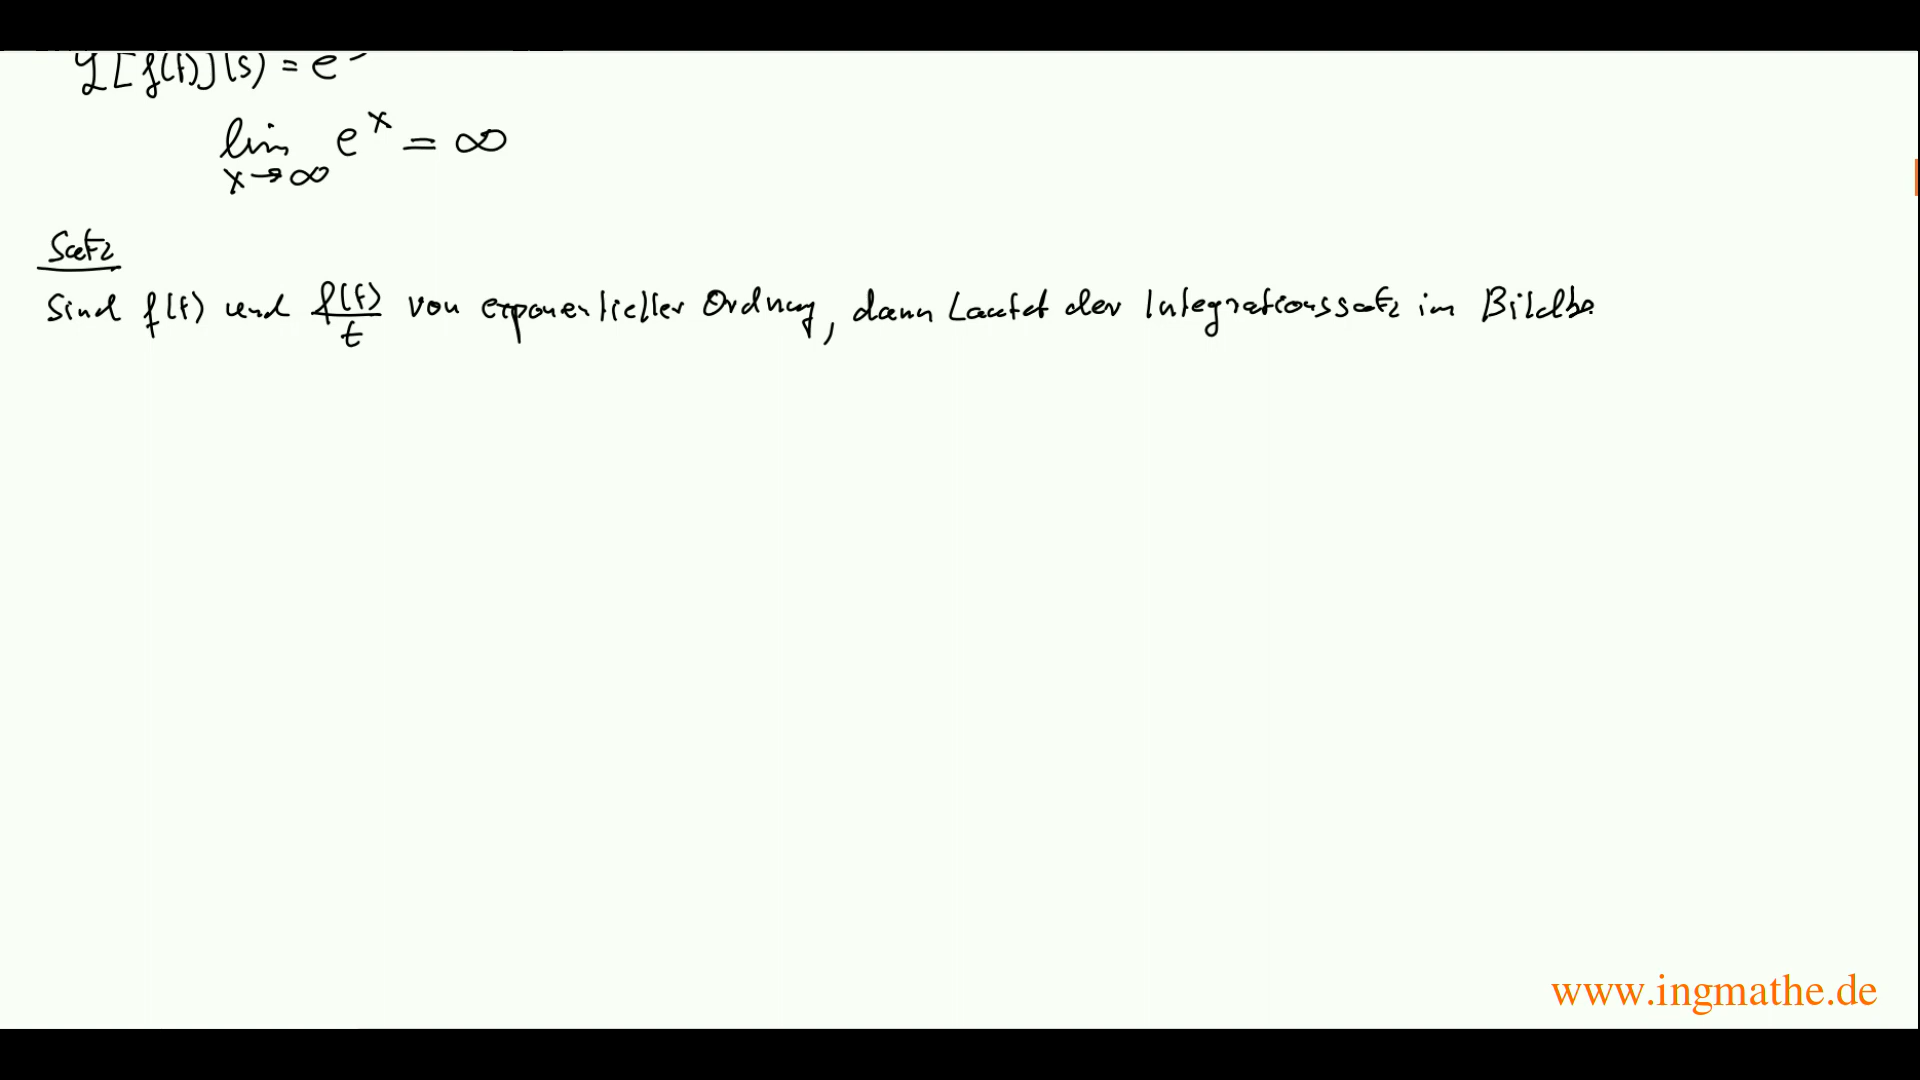 ℒ[f(t)](s) = e
lim e^x = ∞
x→∞
Satz
Sind f(t) und f(t)/t von exponentieller Ordnung, dann Lautet der Integrationssatz im Bildbe
www.ingmathe.de